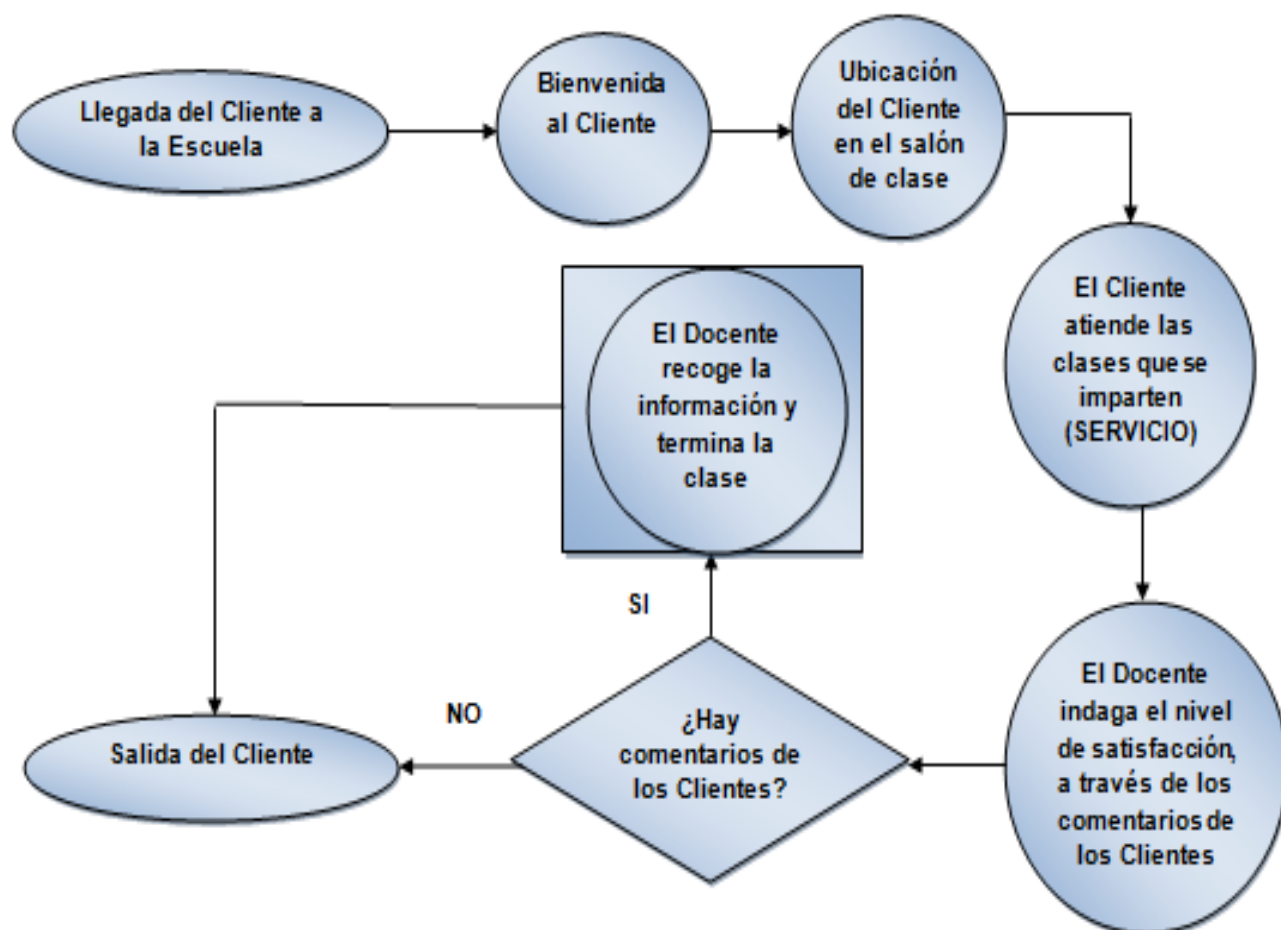 Llegada del Cliente a
la Escuela
Bienvenida
al Cliente
Ubicación
del Cliente
en el salón
de clase
El Cliente
atiende las
clases que se
imparten
(SERVICIO)
El Docente
indaga el nivel
de satisfacción,
a través de los
comentarios de
los Clientes
¿Hay
comentarios de
los Clientes?
SI
El Docente
recoge la
información y
termina la
clase
NO
Salida del Cliente